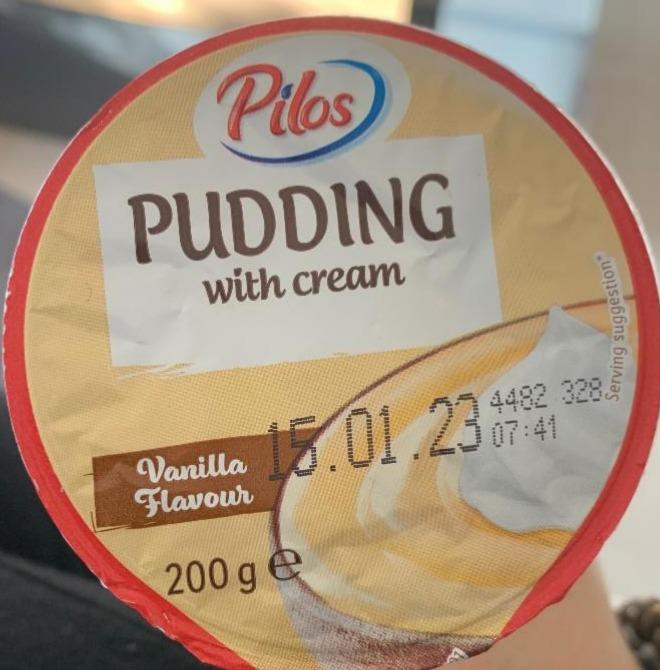 Pilos
PUDDING
with cream
Serving suggestion*
15.01.23
4482 328
07:41
Vanilla
Flavour
200 g e